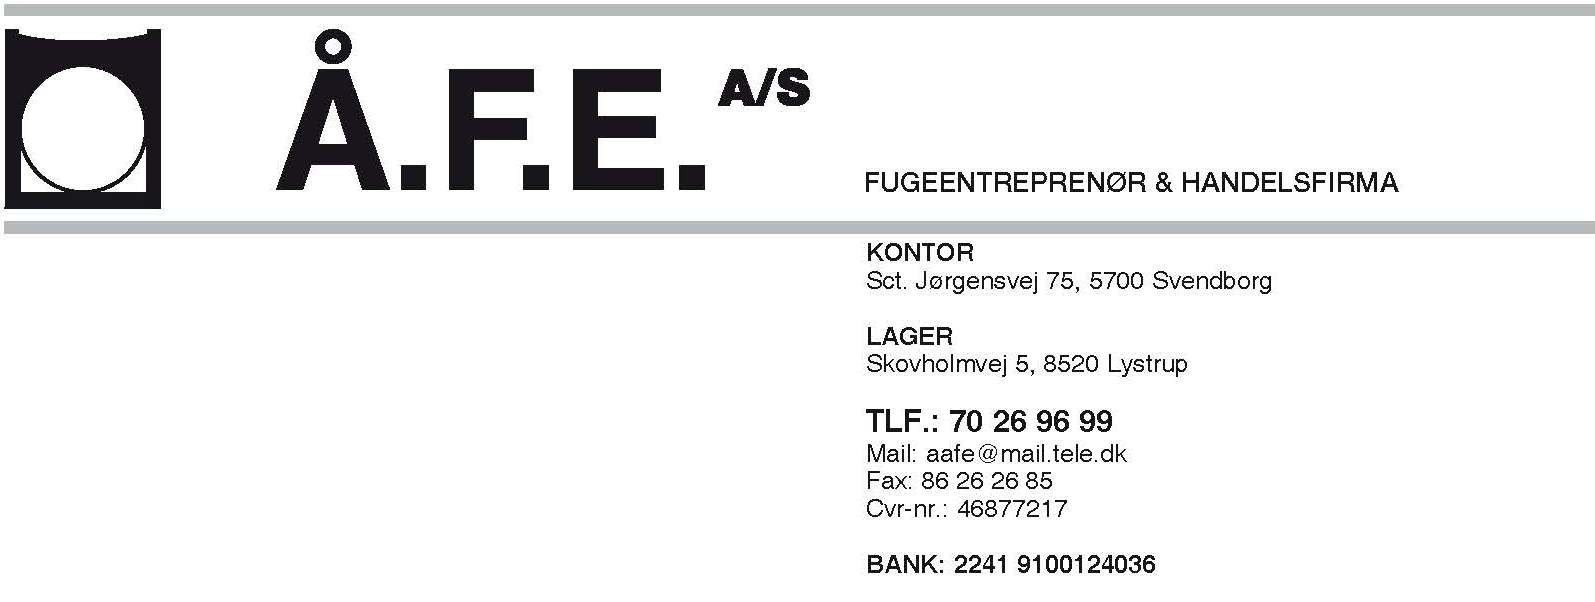 Å.F.E. A/S
FUGEENTREPRENØR & HANDELSFIRMA
KONTOR
Sct. Jørgensvej 75, 5700 Svendborg
LAGER
Skovholmvej 5, 8520 Lystrup
TLF.: 70 26 96 99
Mail: aafe@mail.tele.dk
Fax: 86 26 26 85
Cvr-nr.: 46877217
BANK: 2241 9100124036